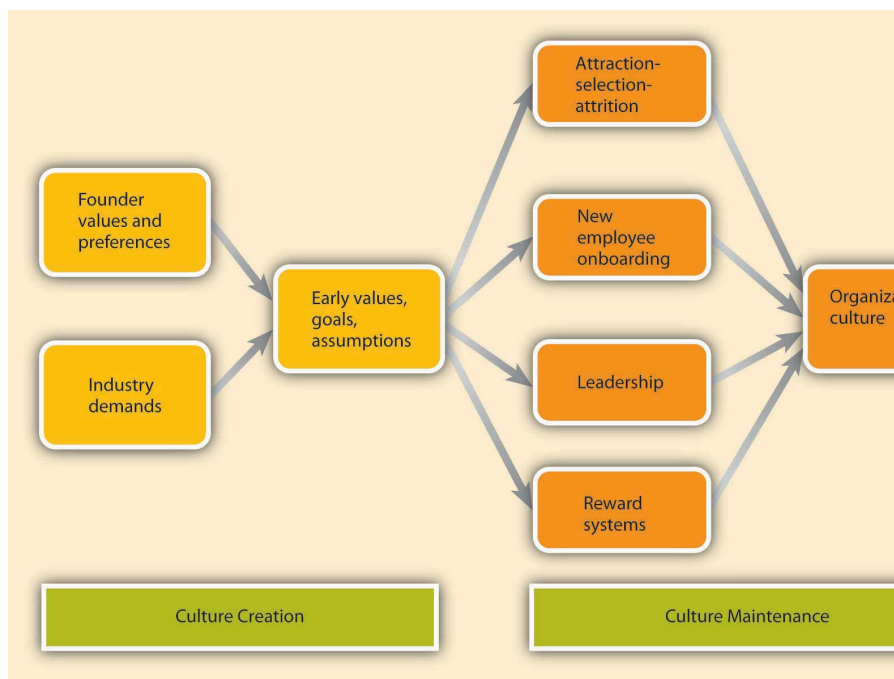 Attraction-
selection-
attrition
Founder
values and
preferences
New
employee
onboarding
Early values,
goals,
assumptions
culture
Industry
demands
Leadership
Reward
systems
Culture Creation
Culture Maintenance